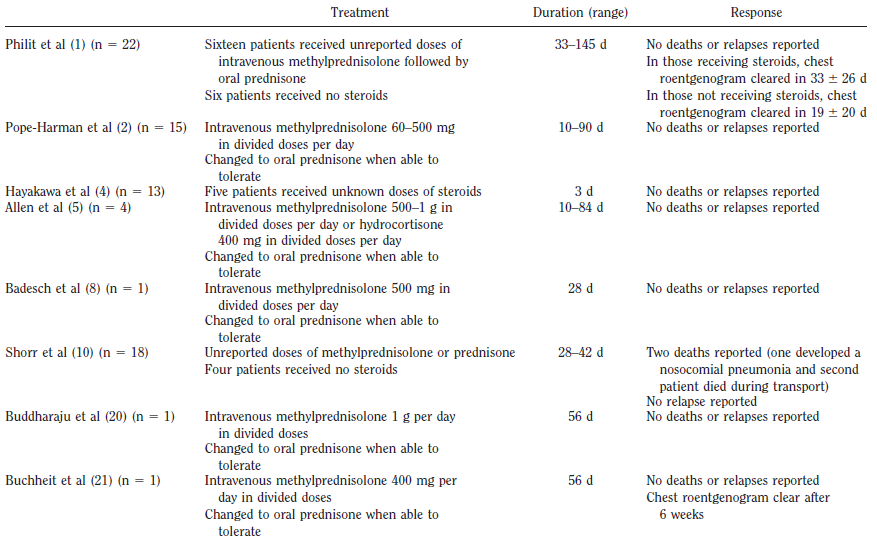 Treatment Duration (range) Response
Philit et al (1) (n = 22) Sixteen patients received unreported doses of 33–145 d No deaths or relapses reported
intravenous methylprednisolone followed by In those receiving steroids, chest
oral prednisone roentgenogram cleared in 33 ± 26 d
Six patients received no steroids In those not receiving steroids, chest
roentgenogram cleared in 19 ± 20 d
Pope-Harman et al (2) (n = 15) Intravenous methylprednisolone 60–500 mg 10–90 d No deaths or relapses reported
in divided doses per day
Changed to oral prednisone when able to
tolerate
Hayakawa et al (4) (n = 13) Five patients received unknown doses of steroids 3 d No deaths or relapses reported
Allen et al (5) (n = 4) Intravenous methylprednisolone 500–1 g in 10–84 d No deaths or relapses reported
divided doses per day or hydrocortisone
400 mg in divided doses per day
Changed to oral prednisone when able to
tolerate
Badesch et al (8) (n = 1) Intravenous methylprednisolone 500 mg in 28 d No deaths or relapses reported
divided doses per day
Changed to oral prednisone when able to
tolerate
Shorr et al (10) (n = 18) Unreported doses of methylprednisolone or prednisone 28–42 d Two deaths reported (one developed a
Four patients received no steroids nosocomial pneumonia and second
patient died during transport)
No relapse reported
Buddharaju et al (20) (n = 1) Intravenous methylprednisolone 1 g per day 56 d No deaths or relapses reported
in divided doses
Changed to oral prednisone when able to
tolerate
Buchheit et al (21) (n = 1) Intravenous methylprednisolone 400 mg per 56 d No deaths or relapses reported
day in divided doses Chest roentgenogram clear after
Changed to oral prednisone when able to 6 weeks
tolerate